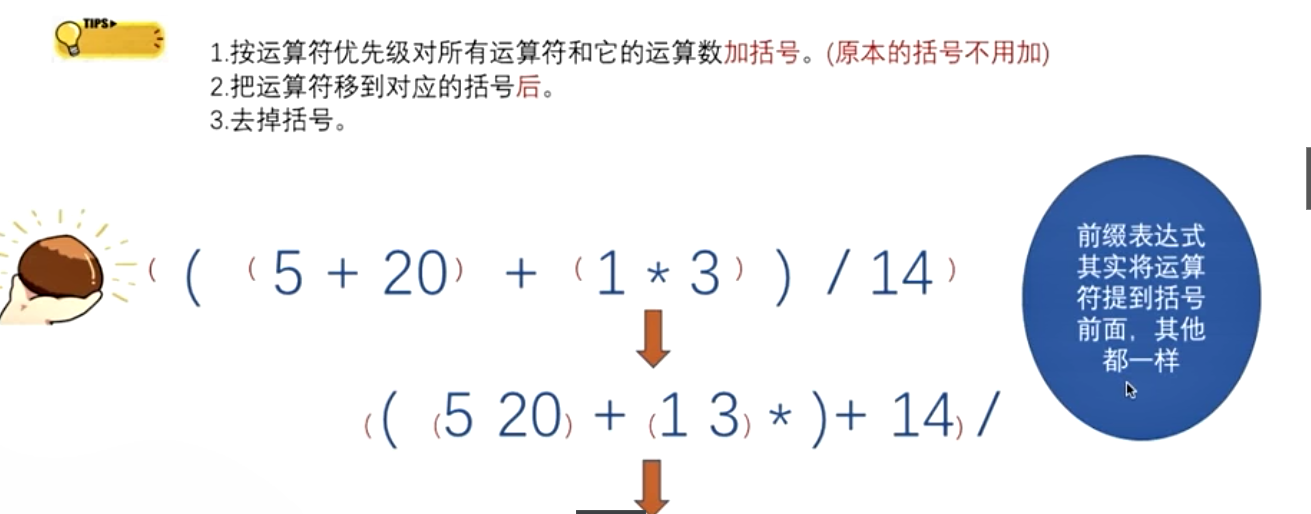 TIPS
1.按运算符优先级对所有运算符和它的运算数加括号。(原本的括号不用加)
2.把运算符移到对应的括号后。
3.去掉括号。
( ( ( 5 + 20 ) + ( 1 * 3 ) ) / 14 )
( ( ( 5 20 ) + ( 1 3 ) * ) + 14 ) /
前缀表达式
其实将运算
符提到括号
前面，其他
都一样